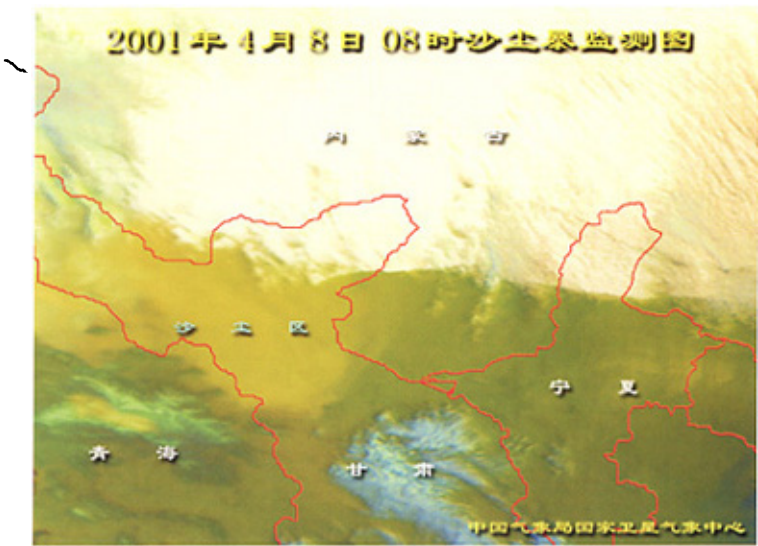 2001年4月8日08时沙尘暴监测图
内蒙古
沙尘区
宁夏
青海
甘肃
中国气象局国家卫星气象中心